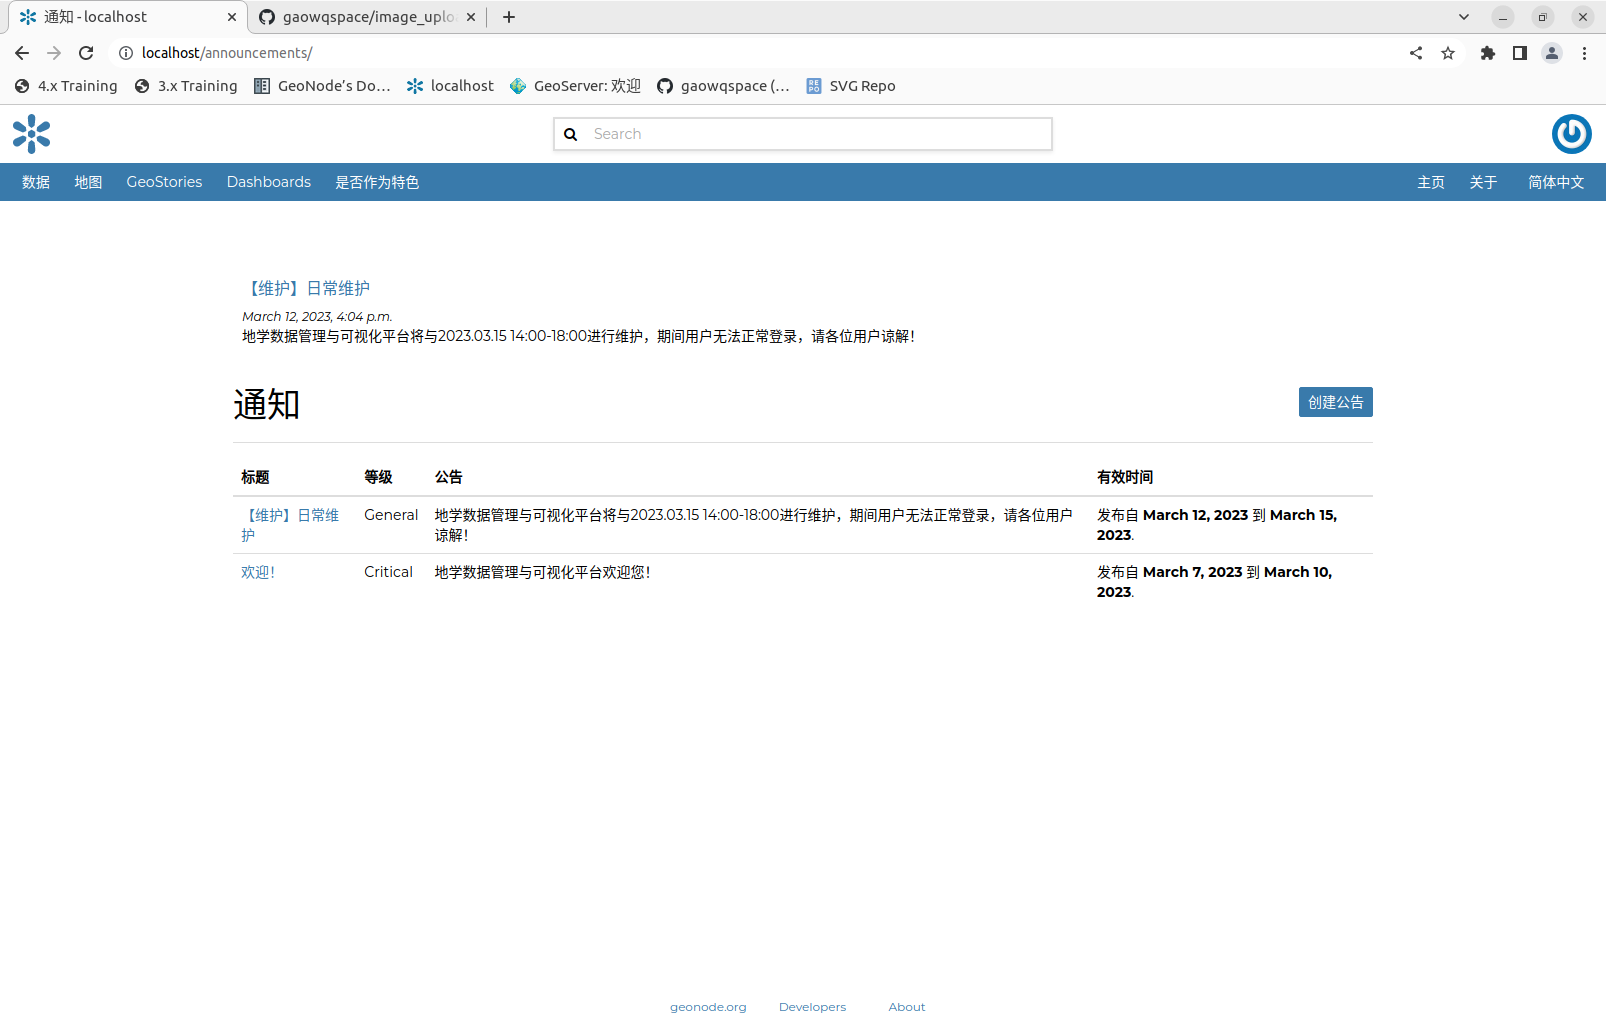 通知 - localhost
gaowqspace/image_uplo
localhost/announcements/
4.x Training 3.x Training GeoNode’s Do… localhost GeoServer: 欢迎 gaowqspace (… SVG Repo
Search
数据 地图 GeoStories Dashboards 是否作为特色 主页 关于 简体中文
【维护】日常维护
March 12, 2023, 4:04 p.m.
地学数据管理与可视化平台将与2023.03.15 14:00-18:00进行维护，期间用户无法正常登录，请各位用户谅解！
通知
创建公告
标题 等级 公告 有效时间
【维护】日常维 General 地学数据管理与可视化平台将与2023.03.15 14:00-18:00进行维护，期间用户无法正常登录，请各位用户 发布自 March 12, 2023 到 March 15,
护 谅解！ 2023.
欢迎！ Critical 地学数据管理与可视化平台欢迎您！ 发布自 March 7, 2023 到 March 10,
2023.
geonode.org Developers About